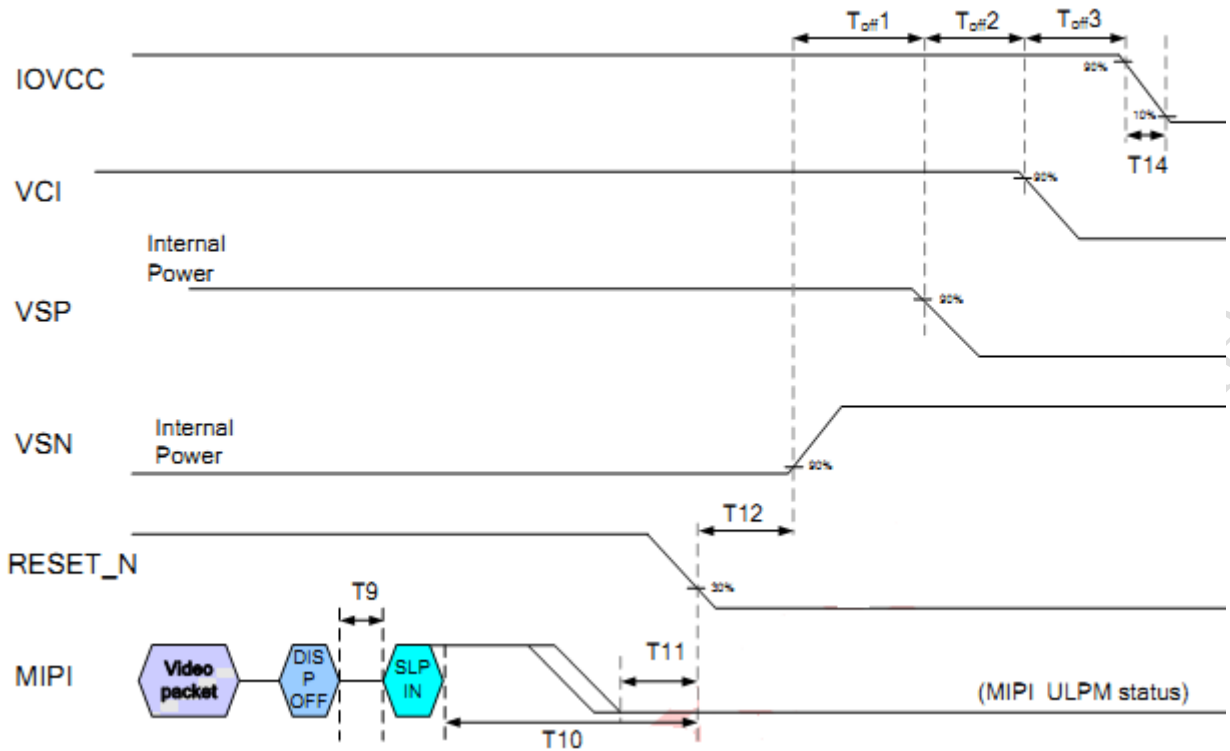 Toff1
Toff2
Toff3
IOVCC
90%
10%
T14
VCI
90%
Internal
Power
VSP
90%
VSN
Internal
Power
90%
T12
RESET_N
30%
T9
MIPI
Video
packet
DIS
P
OFF
SLP
IN
T11
(MIPI ULPM status)
T10